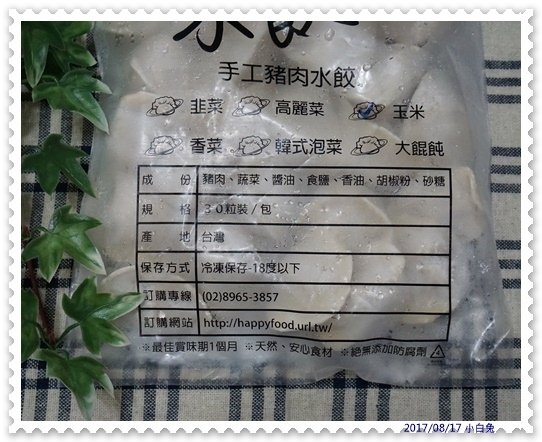 水餃
手工豬肉水餃
韭菜 高麗菜 玉米
香菜 韓式泡菜 大餛飩
成份 豬肉、蔬菜、醬油、食鹽、香油、胡椒粉、砂糖
規格 30粒裝/包
產地 台灣
保存方式 冷凍保存-18度以下
訂購專線 (02)8965-3857
訂購網站 http://happyfood.url.tw/
※最佳賞味期1個月 ※天然、安心食材 ※絕無添加防腐劑
2017/08/17 小白兔